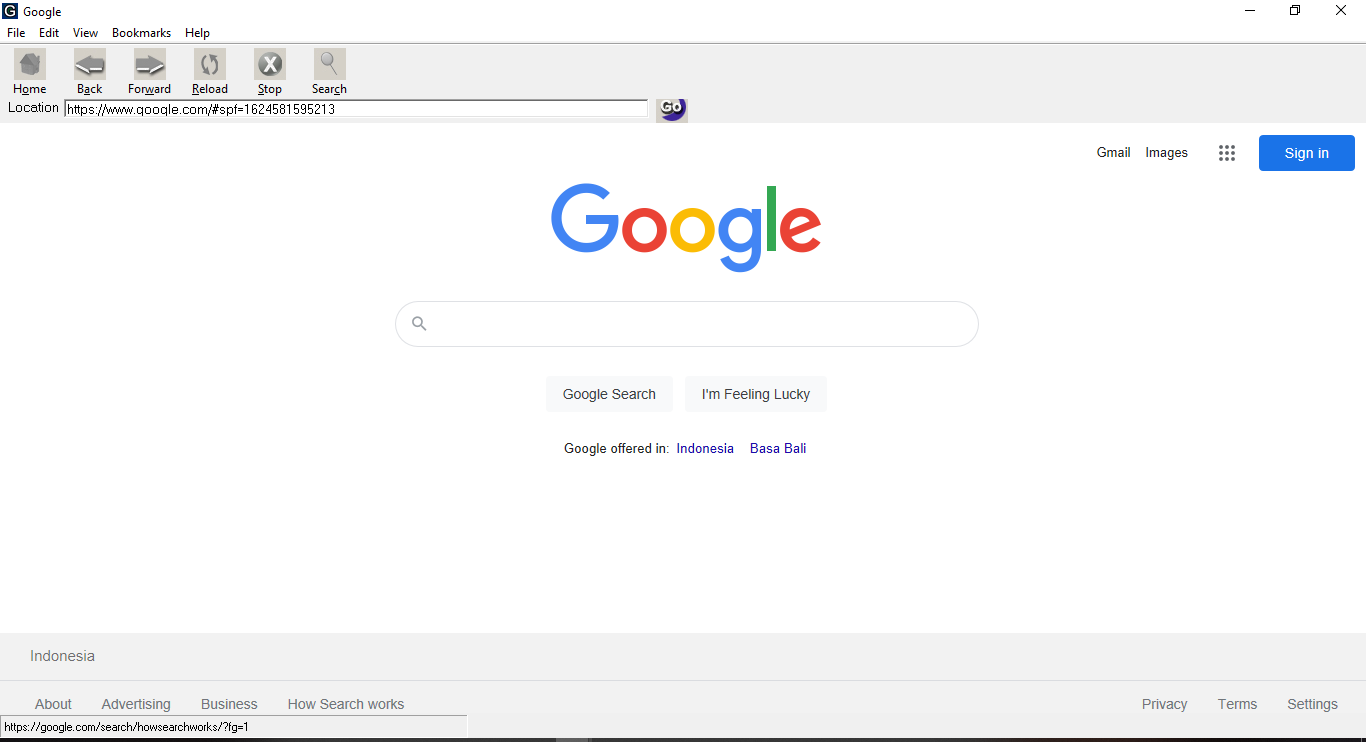 Google
File Edit View Bookmarks Help
Home Back Forward Reload Stop Search
Location https://www.google.com/#spf=1624581595213 Go
Gmail Images Sign in
Google
Google Search I'm Feeling Lucky
Google offered in: Indonesia Basa Bali
Indonesia
About Advertising Business How Search works Privacy Terms Settings
https://google.com/search/howsearchworks/?fg=1